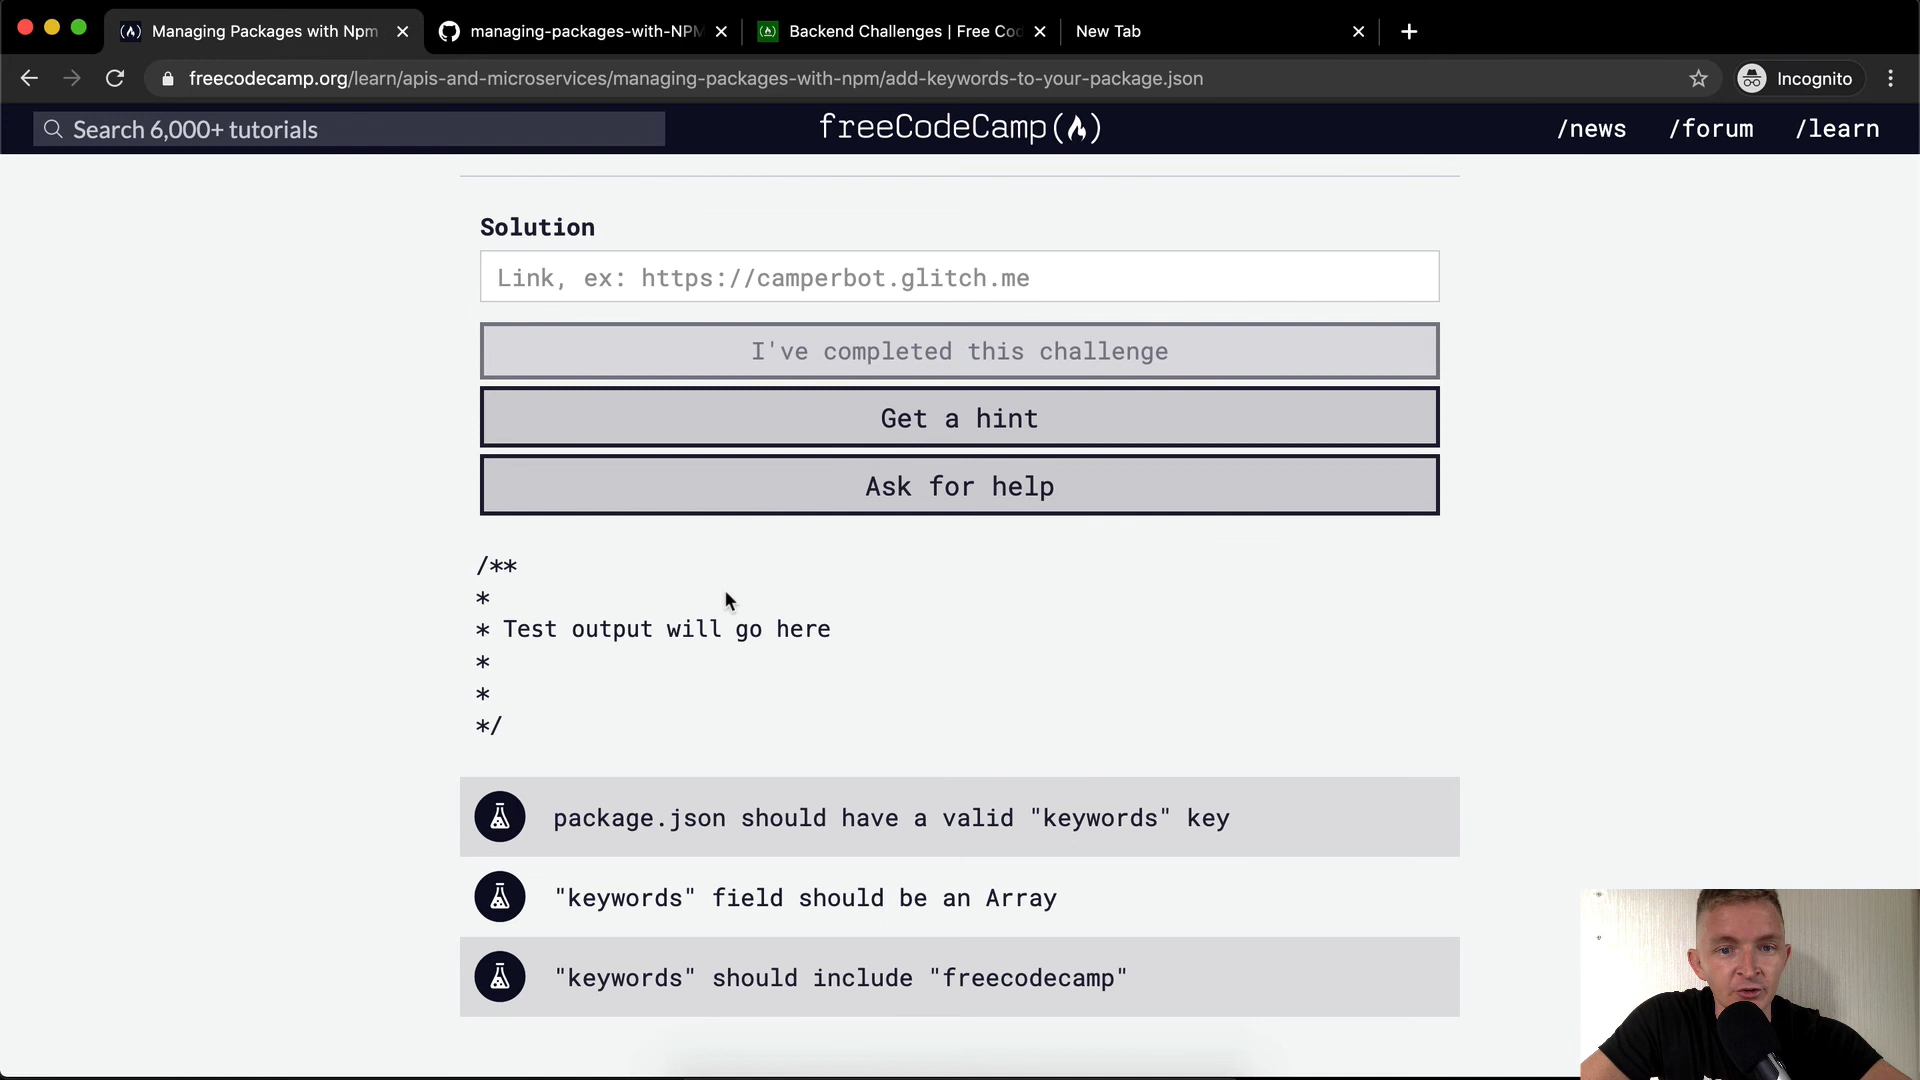 Managing Packages with Npm
managing-packages-with-NPM
Backend Challenges | Free Co
New Tab
freecodecamp.org/learn/apis-and-microservices/managing-packages-with-npm/add-keywords-to-your-package.json
Incognito
Search 6,000+ tutorials
freeCodeCamp(🔥)
/news
/forum
/learn
Solution
Link, ex: https://camperbot.glitch.me
I've completed this challenge
Get a hint
Ask for help
/**
*
* Test output will go here
*
*
*/
package.json should have a valid "keywords" key
"keywords" field should be an Array
"keywords" should include "freecodecamp"